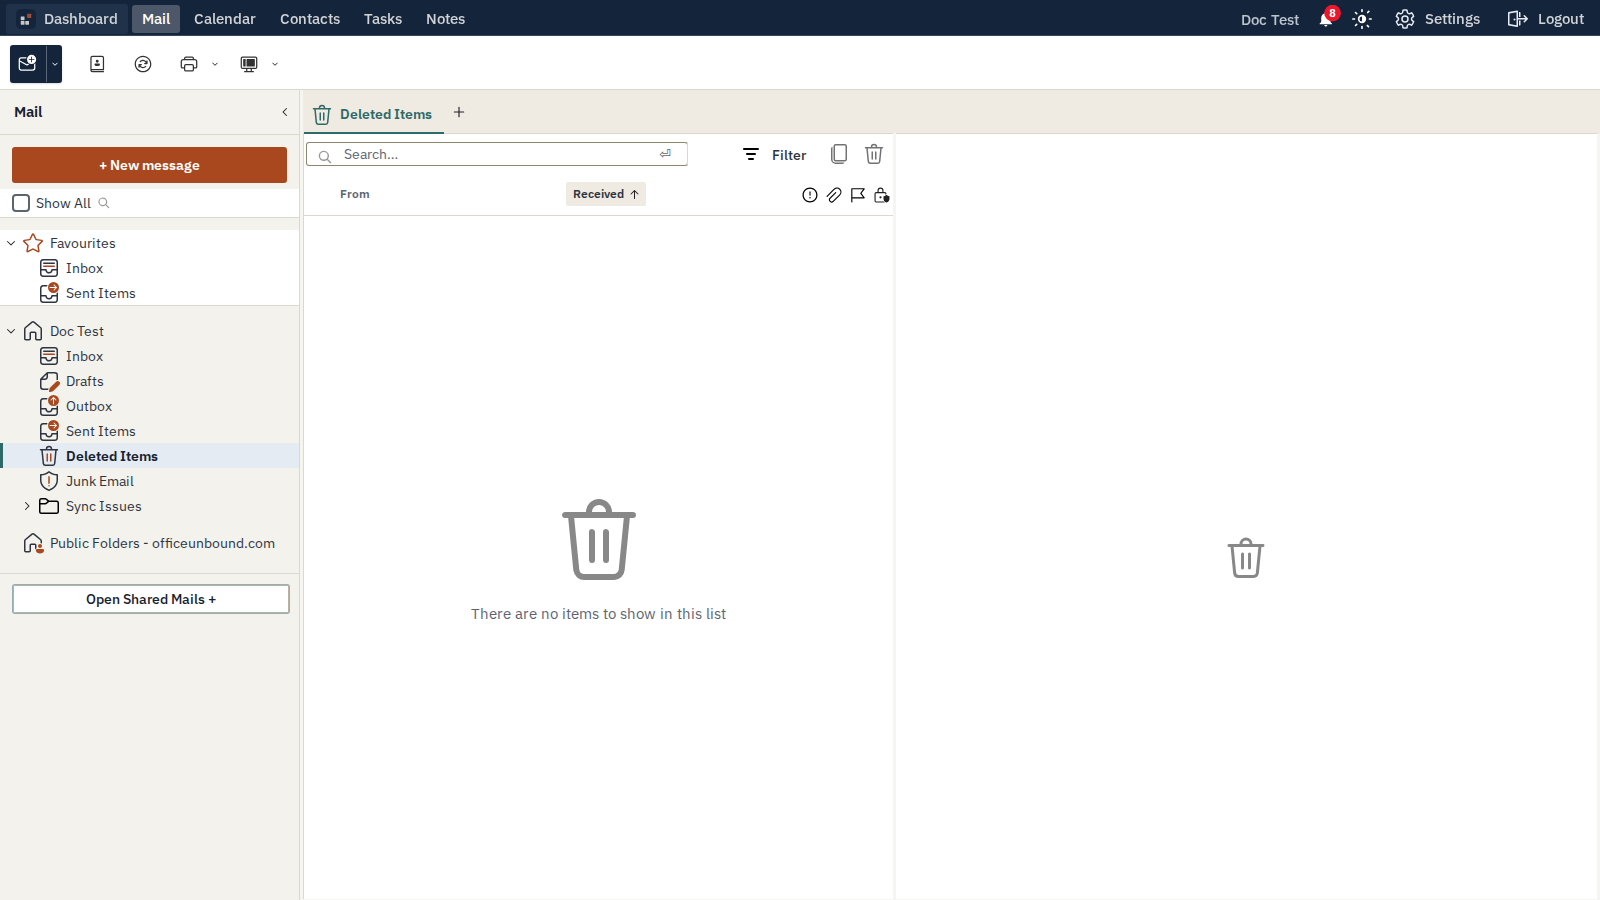 Dashboard
Mail
Calendar
Contacts
Tasks
Notes
Doc Test
8
Settings
Logout
Mail
+ New message
Show All
Favourites
Inbox
Sent Items
Doc Test
Inbox
Drafts
Outbox
Sent Items
Deleted Items
Junk Email
Sync Issues
Public Folders - officeunbound.com
Open Shared Mails +
Deleted Items
Search...
Filter
From
Received
There are no items to show in this list